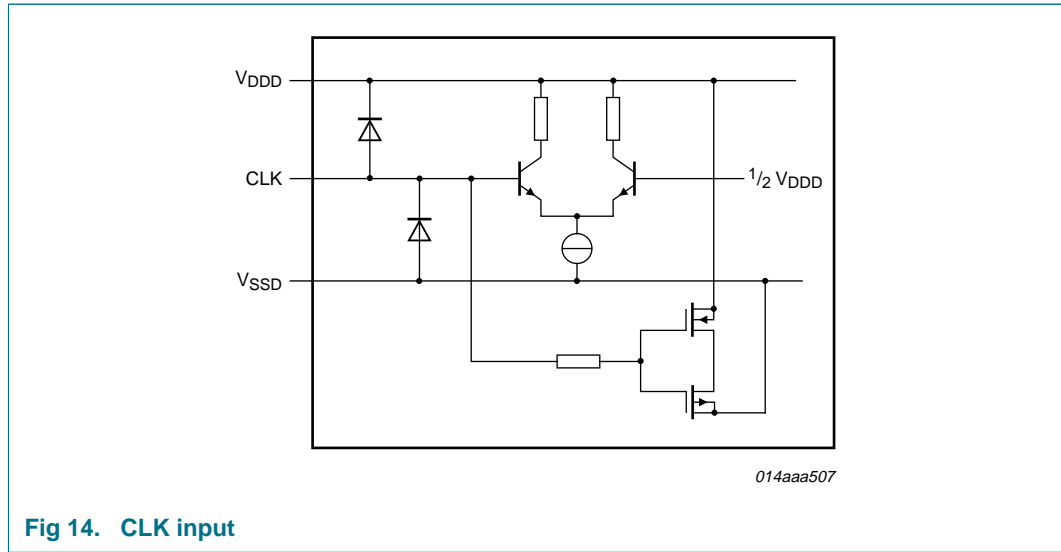 VDDD
CLK
1/2 VDDD
VSSD
014aaa507
Fig 14. CLK input